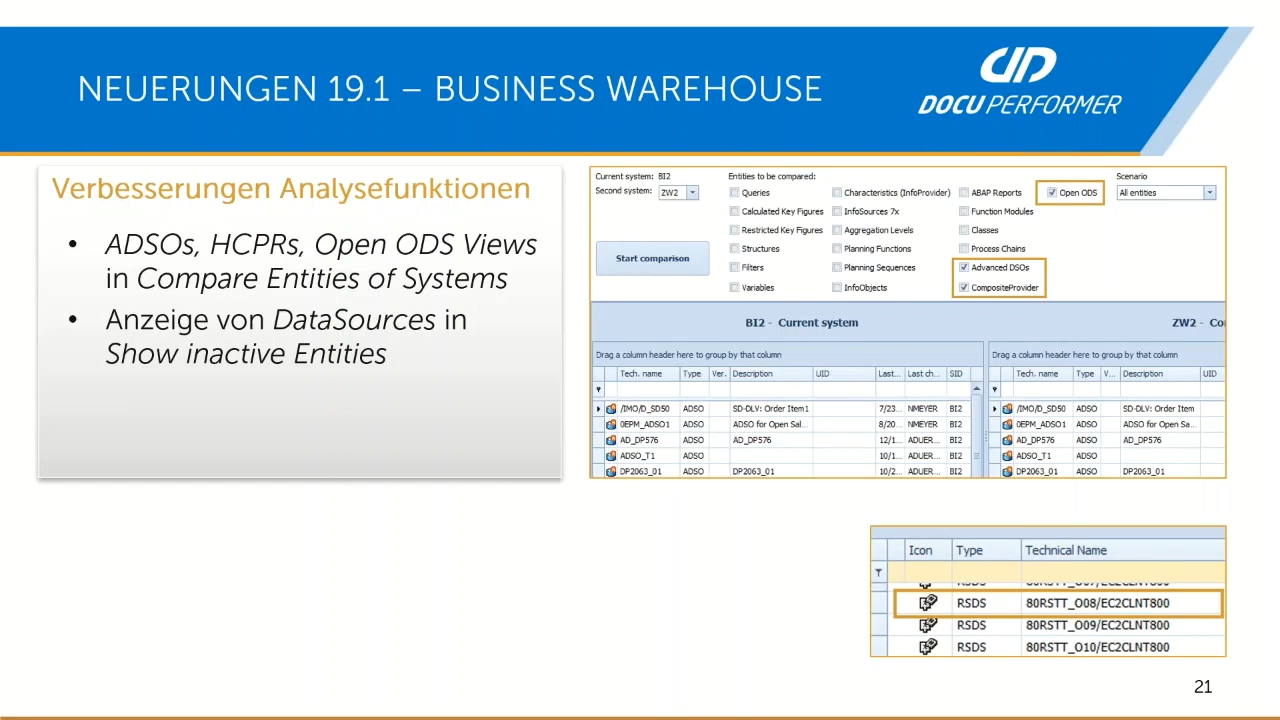 NEUERUNGEN 19.1 – BUSINESS WAREHOUSE
DOCU PERFORMER
Verbesserungen Analysefunktionen
• ADSOs, HCPRs, Open ODS Views
in Compare Entities of Systems
• Anzeige von DataSources in
Show inactive Entities
Current system: BI2
Second system: ZW2
Start comparison
Entities to be compared:
Queries
Calculated Key Figures
Restricted Key Figures
Structures
Filters
Variables
Characteristics (InfoProvider)
InfoSources 7x
Aggregation Levels
Planning Functions
Planning Sequences
InfoObjects
ABAP Reports
Function Modules
Classes
Process Chains
Advanced DSOs
CompositeProvider
Open ODS
Scenario
All entities
BI2 - Current system
Drag a column header here to group by that column
Tech. name Type Ver. Description UID Last... Last ch... SID
/IMO/D_SD50 ADSO SD-DLV: Order Item1 7/23... NMEYER BI2
0EPM_ADSO1 ADSO ADSO for Open Sal... 8/20... NMEYER BI2
AD_DP576 ADSO AD_DP576 12/1... ADUER... BI2
ADSO_T1 ADSO 10/1... ADUER... BI2
DP2063_01 ADSO DP2063_01 10/2... ADUER... BI2
ZW2 - Co
Drag a column header here to group by that column
Tech. name Type V... Description UID
/IMO/D_SD50 ADSO SD-DLV: Order Item
0EPM_ADSO1 ADSO ADSO for Open Sa...
AD_DP576 ADSO AD_DP576
ADSO_T1 ADSO
DP2063_01 ADSO DP2063_01
Icon Type Technical Name
RSDS 80RSTT_O07/EC2CLNT800
RSDS 80RSTT_O08/EC2CLNT800
RSDS 80RSTT_O09/EC2CLNT800
RSDS 80RSTT_O10/EC2CLNT800
21